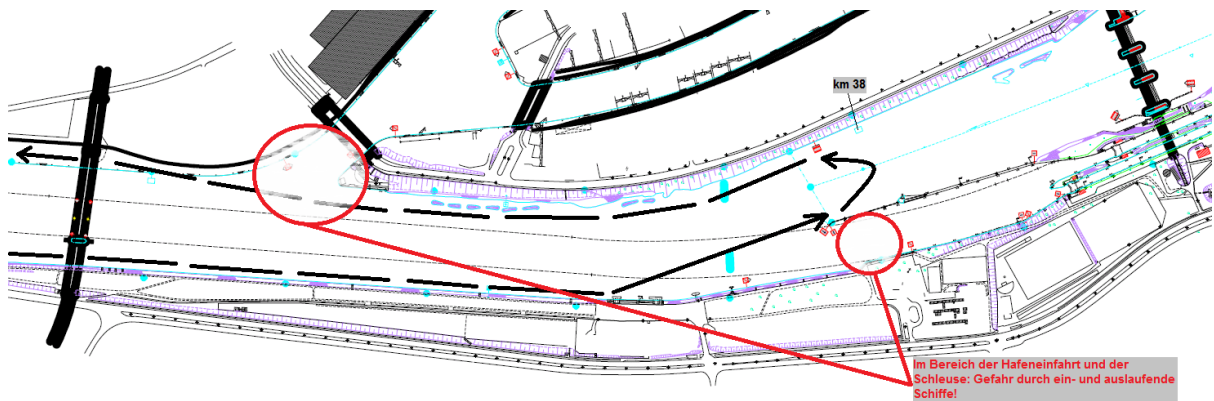 km 38
Im Bereich der Hafeneinfahrt und der
Schleuse: Gefahr durch ein- und auslaufende
Schiffe!